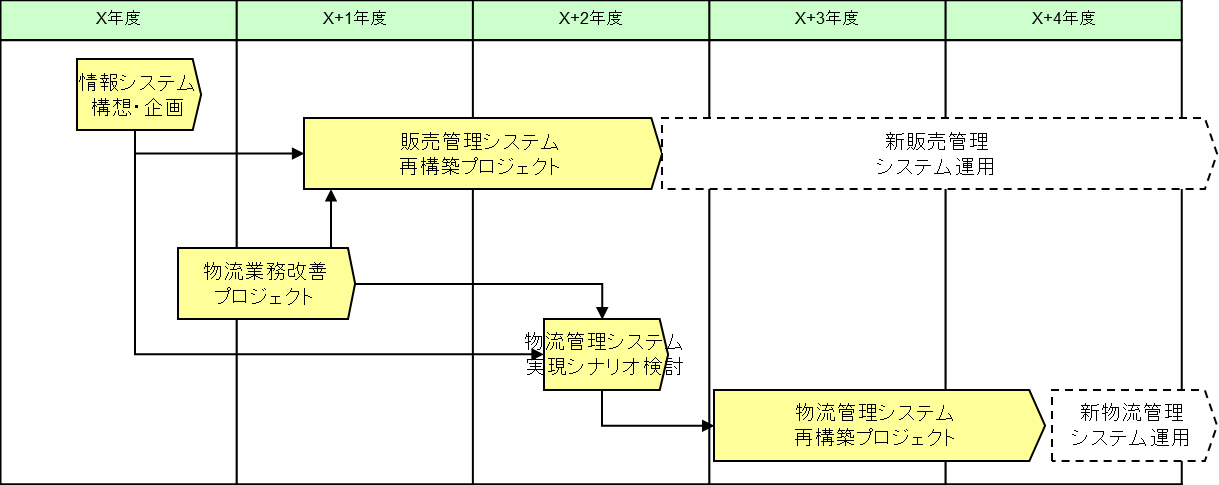 X年度
X+1年度
X+2年度
X+3年度
X+4年度
情報システム
構想・企画
販売管理システム
再構築プロジェクト
新販売管理
システム運用
物流業務改善
プロジェクト
物流管理システム
実現シナリオ検討
物流管理システム
再構築プロジェクト
新物流管理
システム運用